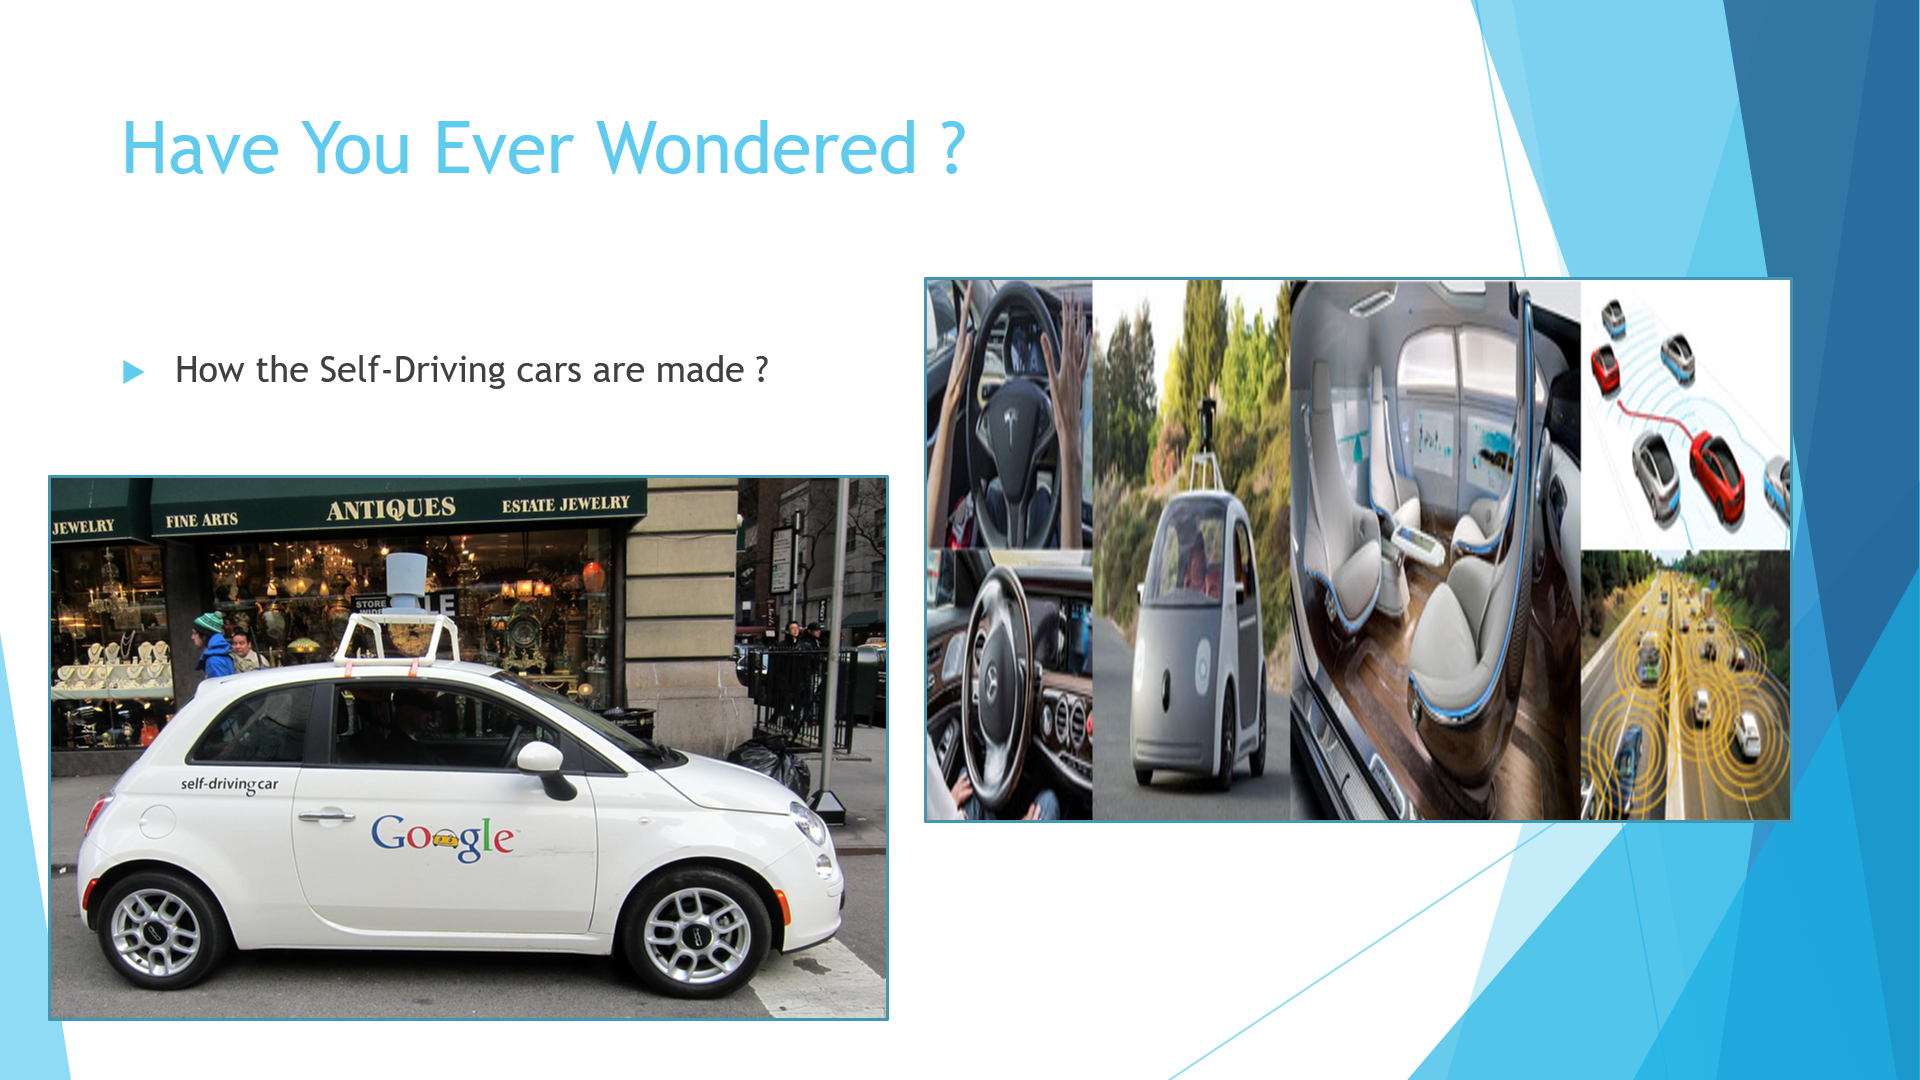 Have You Ever Wondered ?
How the Self-Driving cars are made ?
JEWELRY
FINE ARTS
ANTIQUES
ESTATE JEWELRY
STORE
self-driving car
Google